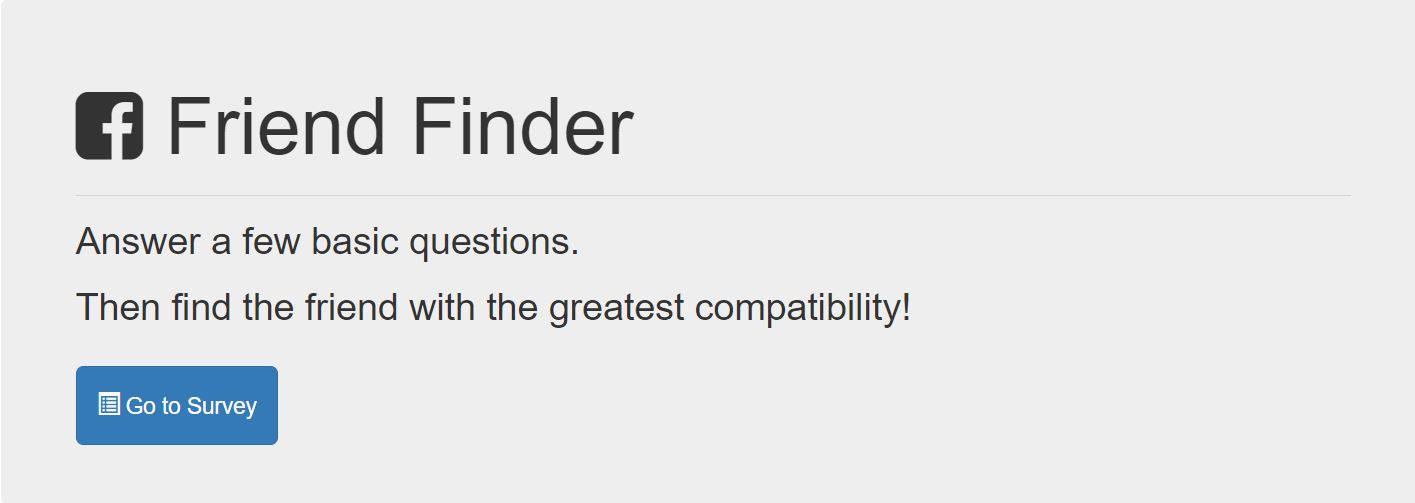 Friend Finder
Answer a few basic questions.
Then find the friend with the greatest compatibility!
Go to Survey